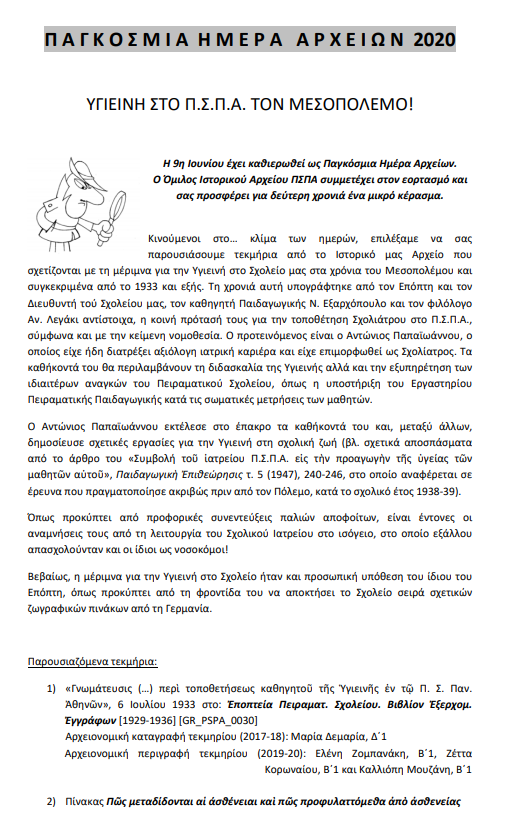 ΠΑΓΚΟΣΜΙΑ ΗΜΕΡΑ ΑΡΧΕΙΩΝ 2020
ΥΓΙΕΙΝΗ ΣΤΟ Π.Σ.Π.Α. ΤΟΝ ΜΕΣΟΠΟΛΕΜΟ!
Η 9η Ιουνίου έχει καθιερωθεί ως Παγκόσμια Ημέρα Αρχείων.
Ο Όμιλος Ιστορικού Αρχείου ΠΣΠΑ συμμετέχει στον εορτασμό και
σας προσφέρει για δεύτερη χρονιά ένα μικρό κέρασμα.
Κινούμενοι στο… κλίμα των ημερών, επιλέξαμε να σας
παρουσιάσουμε τεκμήρια από το Ιστορικό μας Αρχείο που
σχετίζονται με τη μέριμνα για την Υγιεινή στο Σχολείο μας στα χρόνια του Μεσοπολέμου και
συγκεκριμένα από το 1933 και εξής. Τη χρονιά αυτή υπογράφτηκε από τον Επόπτη και τον
Διευθυντή τού Σχολείου μας, τον καθηγητή Παιδαγωγικής Ν. Εξαρχόπουλο και τον φιλόλογο
Αν. Λεγάκι αντίστοιχα, η κοινή πρότασή τους για την τοποθέτηση Σχολιάτρου στο Π.Σ.Π.Α.,
σύμφωνα και με την κείμενη νομοθεσία. Ο προτεινόμενος είναι ο Αντώνιος Παπαϊωάννου, ο
οποίος είχε ήδη διατρέξει αξιόλογη ιατρική καριέρα και είχε επιμορφωθεί ως Σχολίατρος. Τα
καθήκοντά του θα περιλαμβάνουν τη διδασκαλία της Υγιεινής αλλά και την εξυπηρέτηση των
ιδιαιτέρων αναγκών του Πειραματικού Σχολείου, όπως η υποστήριξη του Εργαστηρίου
Πειραματικής Παιδαγωγικής κατά τις σωματικές μετρήσεις των μαθητών.
Ο Αντώνιος Παπαϊωάννου εκτέλεσε στο έπακρο τα καθήκοντά του και, μεταξύ άλλων,
δημοσίευσε σχετικές εργασίες για την Υγιεινή στη σχολική ζωή (βλ. σχετικά αποσπάσματα
από το άρθρο του «Συμβολή τοῦ ἰατρείου Π.Σ.Π.Α. εἰς τὴν προαγωγὴν τῆς ὑγείας τῶν
μαθητῶν αὐτοῦ», Παιδαγωγικὴ Ἐπιθεώρησις τ. 5 (1947), 240-246, στο οποίο αναφέρεται σε
έρευνα που πραγματοποίησε ακριβώς πριν από τον Πόλεμο, κατά το σχολικό έτος 1938-39).
Όπως προκύπτει από προφορικές συνεντεύξεις παλιών αποφοίτων, είναι έντονες οι
αναμνήσεις τους από τη λειτουργία του Σχολικού Ιατρείου στο ισόγειο, στο οποίο εξάλλου
απασχολούνταν και οι ίδιοι ως νοσοκόμοι!
Βεβαίως, η μέριμνα για την Υγιεινή στο Σχολείο ήταν και προσωπική υπόθεση του ίδιου του
Επόπτη, όπως προκύπτει από τη φροντίδα του να αποκτήσει το Σχολείο σειρά σχετικών
ζωγραφικών πινάκων από τη Γερμανία.
Παρουσιαζόμενα τεκμήρια:
1) «Γνωμάτευσις (…) περὶ τοποθετήσεως καθηγητοῦ τῆς Ὑγιεινῆς ἐν τῷ Π. Σ. Παν.
Ἀθηνῶν», 6 Ιουλίου 1933 στο: Ἐποπτεία Πειραματ. Σχολείου. Βιβλίον Ἐξερχομ.
Ἐγγράφων [1929-1936] [GR_PSPA_0030]
Αρχειονομική καταγραφή τεκμηρίου (2017-18): Μαρία Δεμαρία, Δ΄1
Αρχειονομική περιγραφή τεκμηρίου (2019-20): Ελένη Ζομπανάκη, Β΄1, Ζέττα
Κορωναίου, Β΄1 και Καλλιόπη Μουζάνη, Β΄1
2) Πίνακας Πῶς μεταδίδονται αἱ ἀσθένειαι καὶ πῶς προφυλαττόμεθα ἀπὸ ἀσθενείας